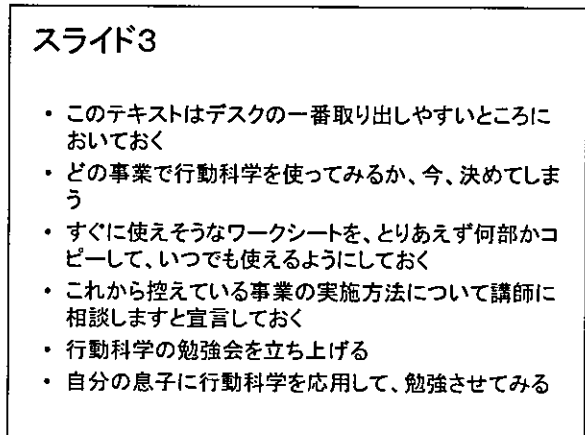 スライド3
・ このテキストはデスクの一番取り出しやすいところに
おいておく
・ どの事業で行動科学を使ってみるか、今、決めてしま
う
・ すぐに使えそうなワークシートを、とりあえず何部かコ
ピーして、いつでも使えるようにしておく
・ これから控えている事業の実施方法について講師に
相談しますと宣言しておく
・ 行動科学の勉強会を立ち上げる
・ 自分の息子に行動科学を応用して、勉強させてみる